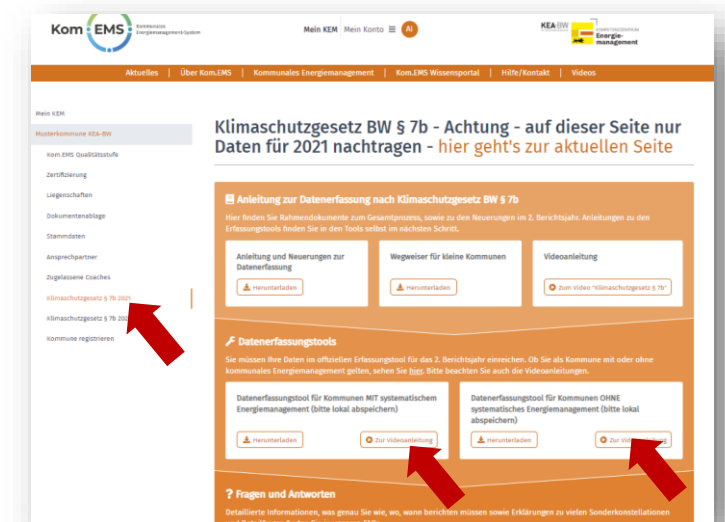 Kom EMS Kommunales Energiemanagement-System
Mein KEM Mein Konto AI
KEA-BW KOMPETENZZENTRUM Energie-management
Aktuelles | Über Kom.EMS | Kommunales Energiemanagement | Kom.EMS Wissensportal | Hilfe/Kontakt | Videos
Mein KEM
Musterkommune KEA-BW
Kom.EMS Qualitätsstufe
Zertifizierung
Liegenschaften
Dokumentenablage
Stammdaten
Ansprechpartner
Zugelassene Coaches
Klimaschutzgesetz § 7b 2021
Klimaschutzgesetz § 7b
Kommune registrieren
Klimaschutzgesetz BW § 7b - Achtung - auf dieser Seite nur
Daten für 2021 nachtragen - hier geht's zur aktuellen Seite
Anleitung zur Datenerfassung nach Klimaschutzgesetz BW § 7b
Hier finden Sie Rahmendokumente zum Gesamtprozess, sowie zu den Neuerungen im 2. Berichtsjahr. Anleitungen zu den
Erfassungstools finden Sie in den Tools selbst im nächsten Schritt.
Anleitung und Neuerungen zur
Datenerfassung
Herunterladen
Wegweiser für kleine Kommunen
Herunterladen
Videoanleitung
Zum Video "Klimaschutzgesetz § 7b"
Datenerfassungstools
Sie müssen Ihre Daten im offiziellen Erfassungstool für das 2. Berichtsjahr einreichen. Ob Sie als Kommune mit oder ohne
kommunales Energiemanagement gelten, sehen Sie hier. Bitte beachten Sie auch die Videoanleitungen.
Datenerfassungstool für Kommunen MIT systematischem
Energiemanagement (bitte lokal abspeichern)
Herunterladen
Zur Videoanleitung
Datenerfassungstool für Kommunen OHNE
systematisches Energiemanagement (bitte lokal
abspeichern)
Herunterladen
Zur Videoanleitung
? Fragen und Antworten
Detaillierte Informationen, was genau Sie wie, wo, wann berichten müssen sowie Erklärungen zu vielen Sonderkonstellationen